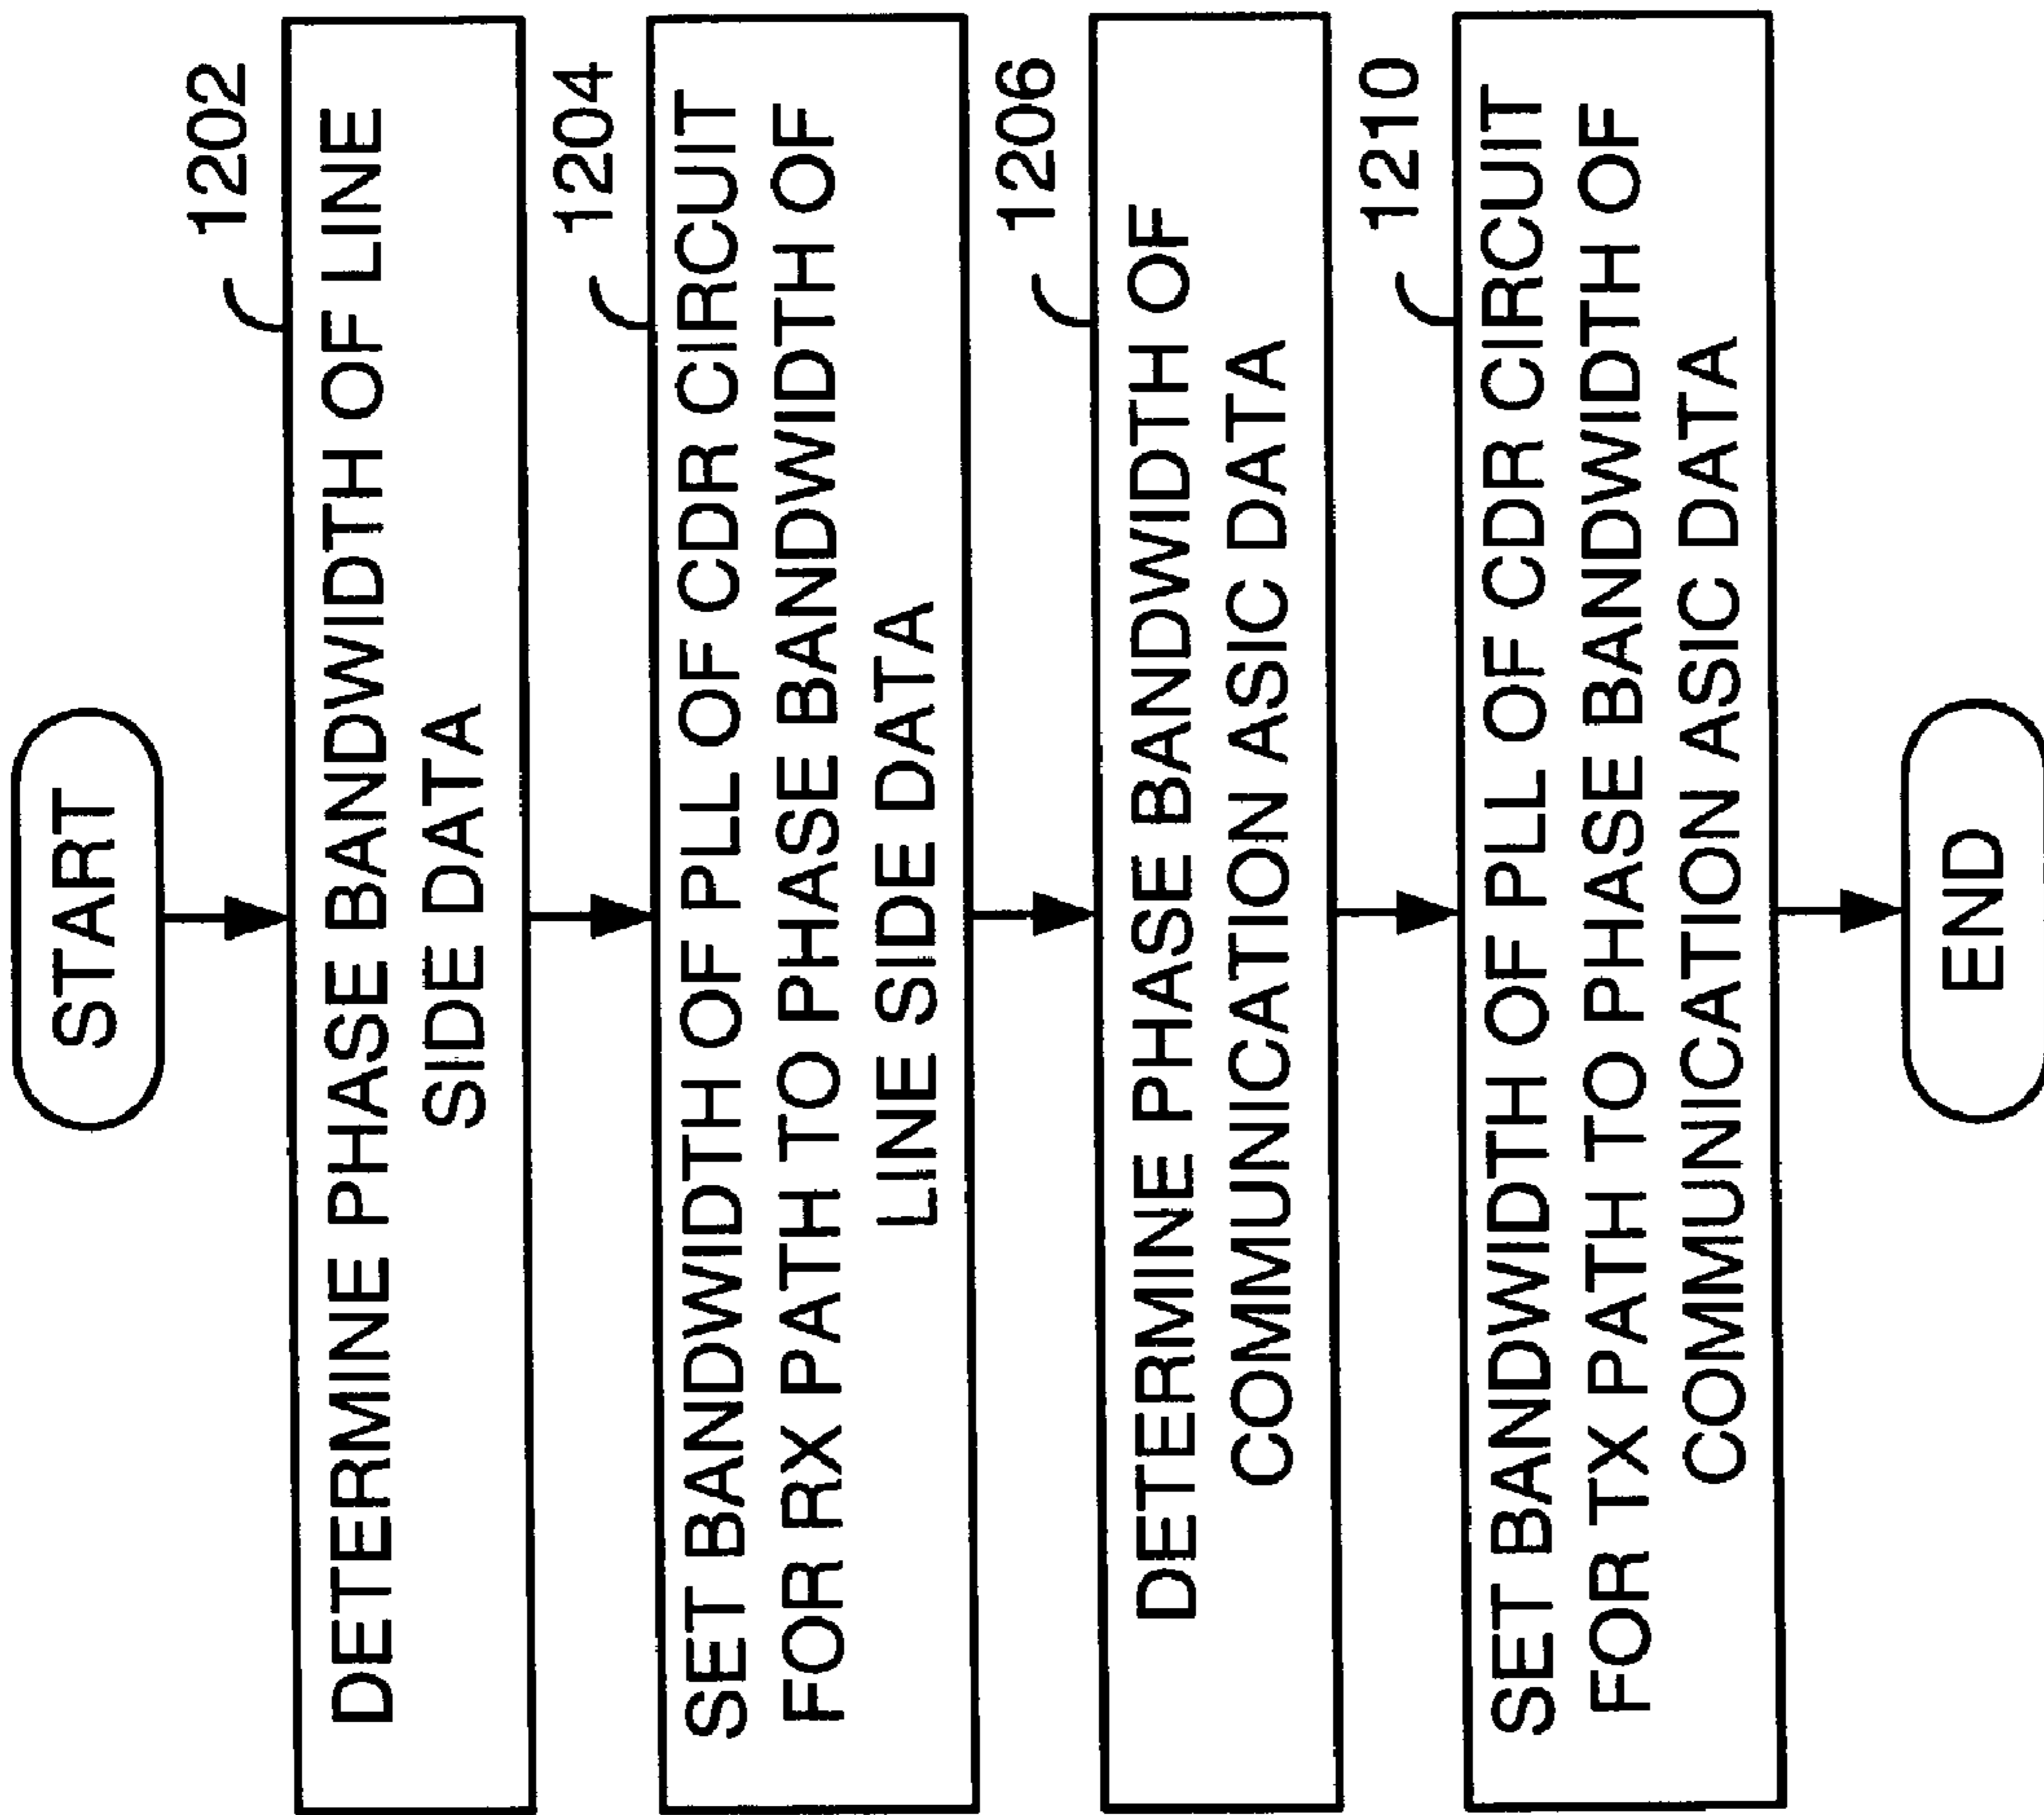 START
1202
DETERMINE PHASE BANDWIDTH OF LINE
SIDE DATA
1204
SET BANDWIDTH OF PLL OF CDR CIRCUIT
FOR RX PATH TO PHASE BANDWIDTH OF
LINE SIDE DATA
1206
DETERMINE PHASE BANDWIDTH OF
COMMUNICATION ASIC DATA
1210
SET BANDWIDTH OF PLL OF CDR CIRCUIT
FOR TX PATH TO PHASE BANDWIDTH OF
COMMUNICATION ASIC DATA
END